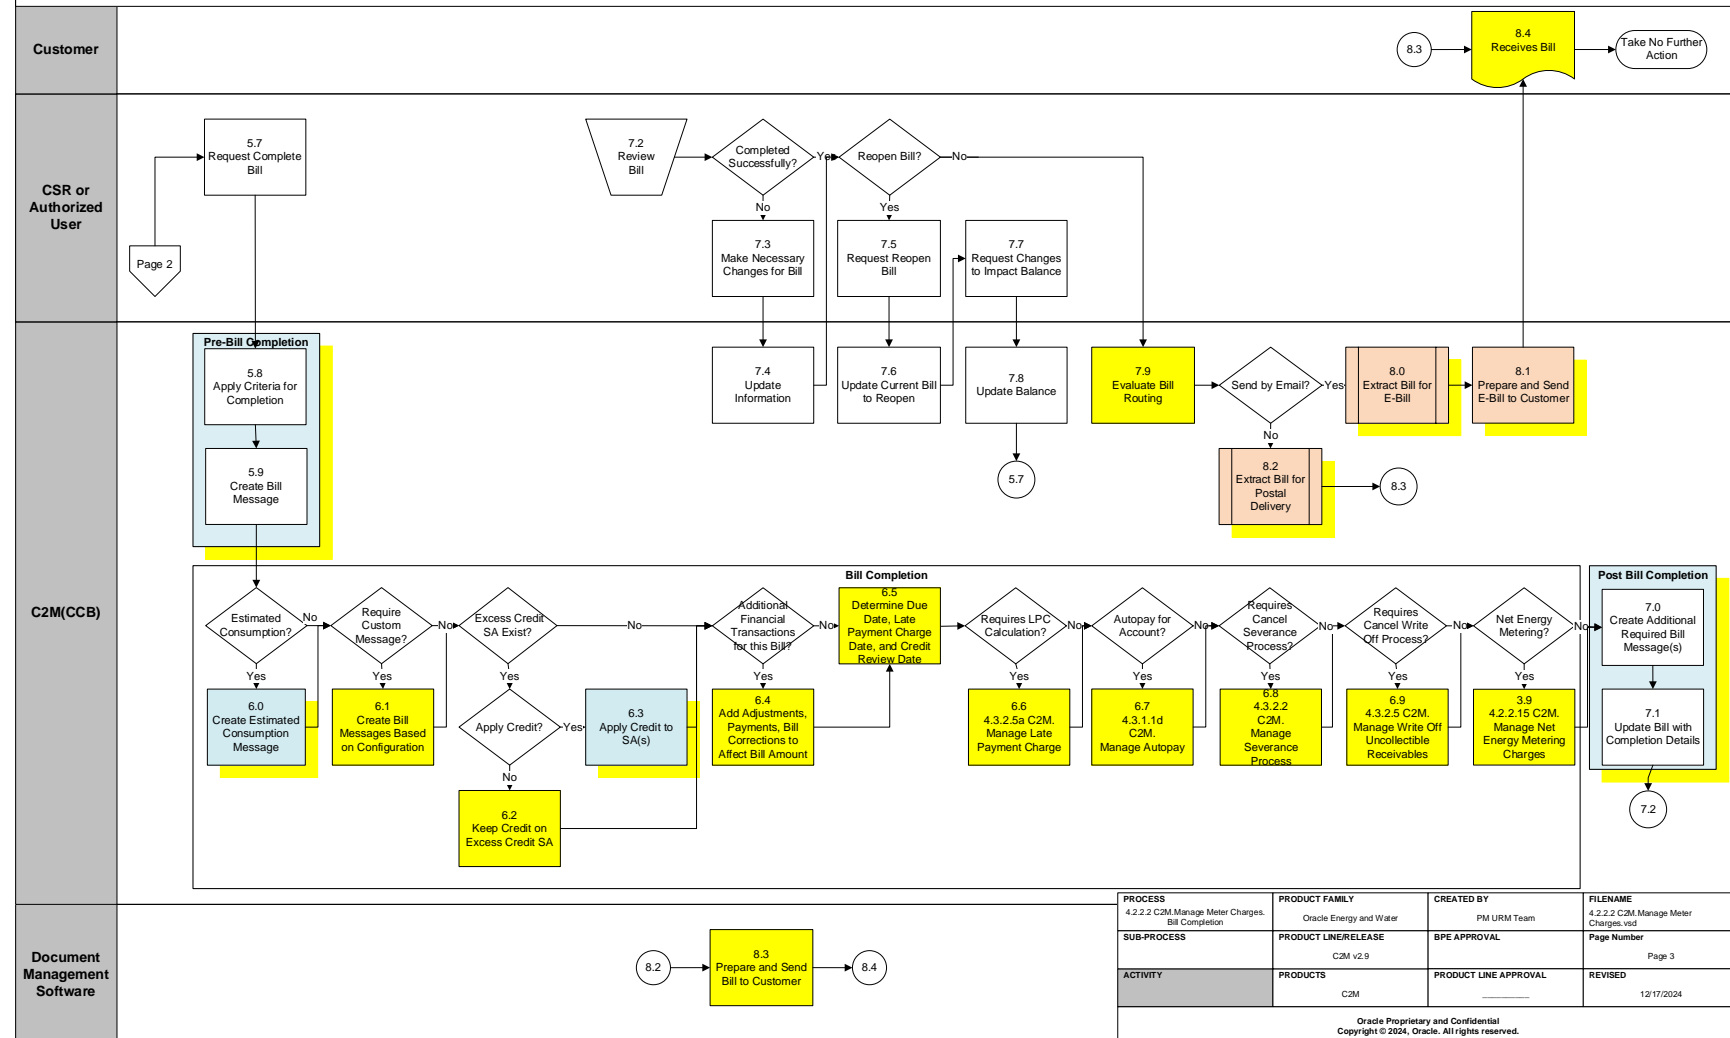 Customer
8.3
8.4
Receives Bill
Take No Further
Action
CSR or
Authorized
User
5.7
Request Complete
Bill
Page 2
7.2
Review
Bill
Completed
Successfully?
Yes
Reopen Bill?
No
No
Yes
7.3
Make Necessary
Changes for Bill
7.5
Request Reopen
Bill
7.7
Request Changes
to Impact Balance
C2M(CCB)
Pre-Bill Completion
5.8
Apply Criteria for
Completion
5.9
Create Bill
Message
7.4
Update
Information
7.6
Update Current Bill
to Reopen
7.8
Update Balance
5.7
7.9
Evaluate Bill
Routing
Send by Email?
Yes
No
8.0
Extract Bill for
E-Bill
8.1
Prepare and Send
E-Bill to Customer
8.2
Extract Bill for
Postal
Delivery
8.3
Bill Completion
Estimated
Consumption?
No
Yes
6.0
Create Estimated
Consumption
Message
Require
Custom
Message?
No
Yes
6.1
Create Bill
Messages Based
on Configuration
Excess Credit
SA Exist?
No
Yes
Apply Credit?
Yes
No
6.2
Keep Credit on
Excess Credit SA
6.3
Apply Credit to
SA(s)
Additional
Financial
Transactions
for this Bill?
No
Yes
6.4
Add Adjustments,
Payments, Bill
Corrections to
Affect Bill Amount
6.5
Determine Due
Date, Late
Payment Charge
Date, and Credit
Review Date
Requires LPC
Calculation?
No
Yes
6.6
4.3.2.5a C2M.
Manage Late
Payment Charge
Autopay for
Account?
No
Yes
6.7
4.3.1.1d
C2M.
Manage Autopay
Requires
Cancel
Severance
Process?
No
Yes
6.8
4.3.2.2
C2M.
Manage
Severance
Process
Requires
Cancel Write
Off Process?
No
Yes
6.9
4.3.2.5 C2M.
Manage Write Off
Uncollectible
Receivables
Net Energy
Metering?
No
Yes
3.9
4.2.2.15 C2M.
Manage Net
Energy Metering
Charges
Post Bill Completion
7.0
Create Additional
Required Bill
Message(s)
7.1
Update Bill with
Completion Details
7.2
Document
Management
Software
8.2
8.3
Prepare and Send
Bill to Customer
8.4
PROCESS
4.2.2.2 C2M.Manage Meter Charges.
Bill Completion
PRODUCT FAMILY
Oracle Energy and Water
CREATED BY
PM URM Team
FILENAME
4.2.2.2 C2M.Manage Meter
Charges.vsd
SUB-PROCESS
PRODUCT LINE/RELEASE
C2M v2.9
BPE APPROVAL
Page Number
Page 3
ACTIVITY
PRODUCTS
C2M
PRODUCT LINE APPROVAL
___________
REVISED
12/17/2024
Oracle Proprietary and Confidential
Copyright © 2024, Oracle. All rights reserved.